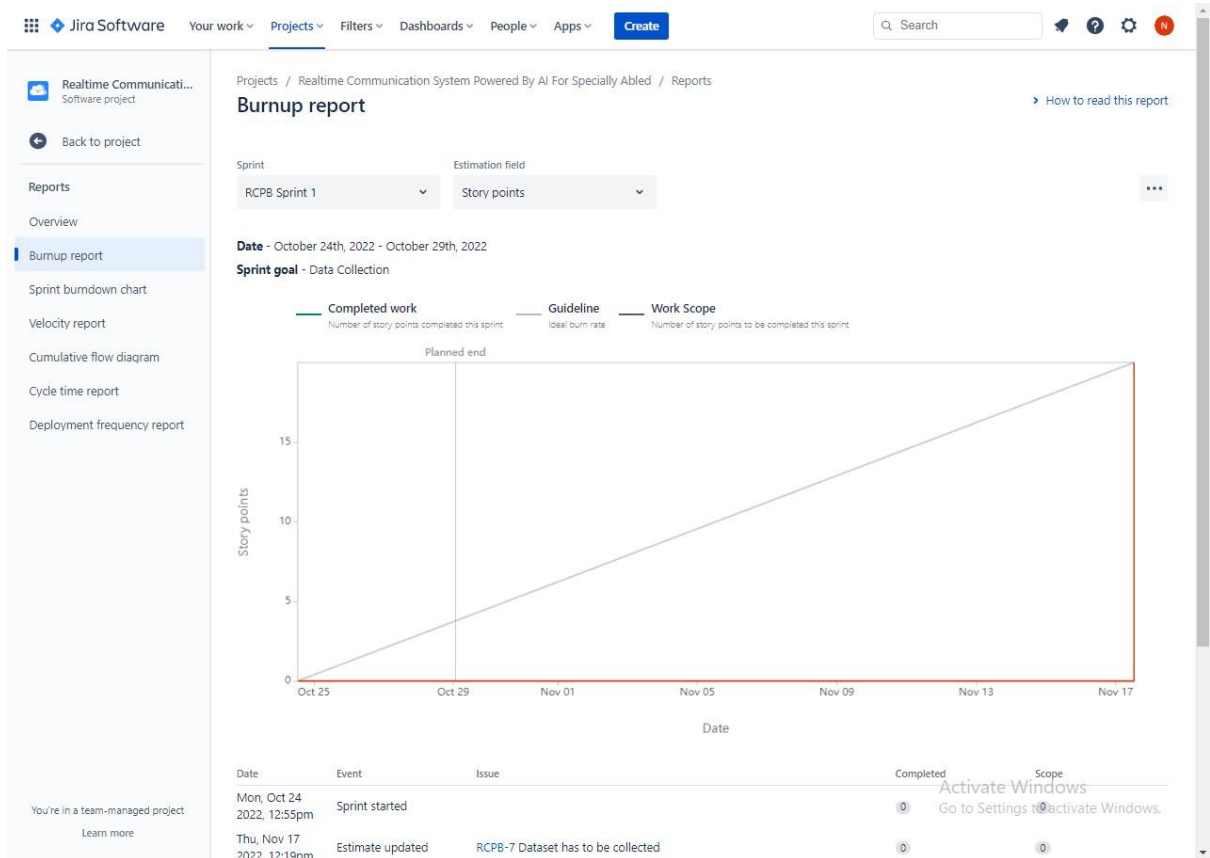 Jira Software Your work Projects Filters Dashboards People Apps Create Search N
Realtime Communicati...
Software project
Back to project
Reports
Overview
Burnup report
Sprint burndown chart
Velocity report
Cumulative flow diagram
Cycle time report
Deployment frequency report
You're in a team-managed project
Learn more
Projects / Realtime Communication System Powered By AI For Specially Abled / Reports
Burnup report
How to read this report
Sprint Estimation field
RCPB Sprint 1 Story points
Date - October 24th, 2022 - October 29th, 2022
Sprint goal - Data Collection
Completed work Guideline Work Scope
Number of story points completed this sprint Ideal burn rate Number of story points to be completed this sprint
Planned end
15
10
5
0
Story points
Oct 25 Oct 29 Nov 01 Nov 05 Nov 09 Nov 13 Nov 17
Date
Date Event Issue Completed Scope
Mon, Oct 24
2022, 12:55pm Sprint started 0 0
Thu, Nov 17
2022, 12:19pm Estimate updated RCPB-7 Dataset has to be collected 0 0
Activate Windows
Go to Settings to activate Windows.